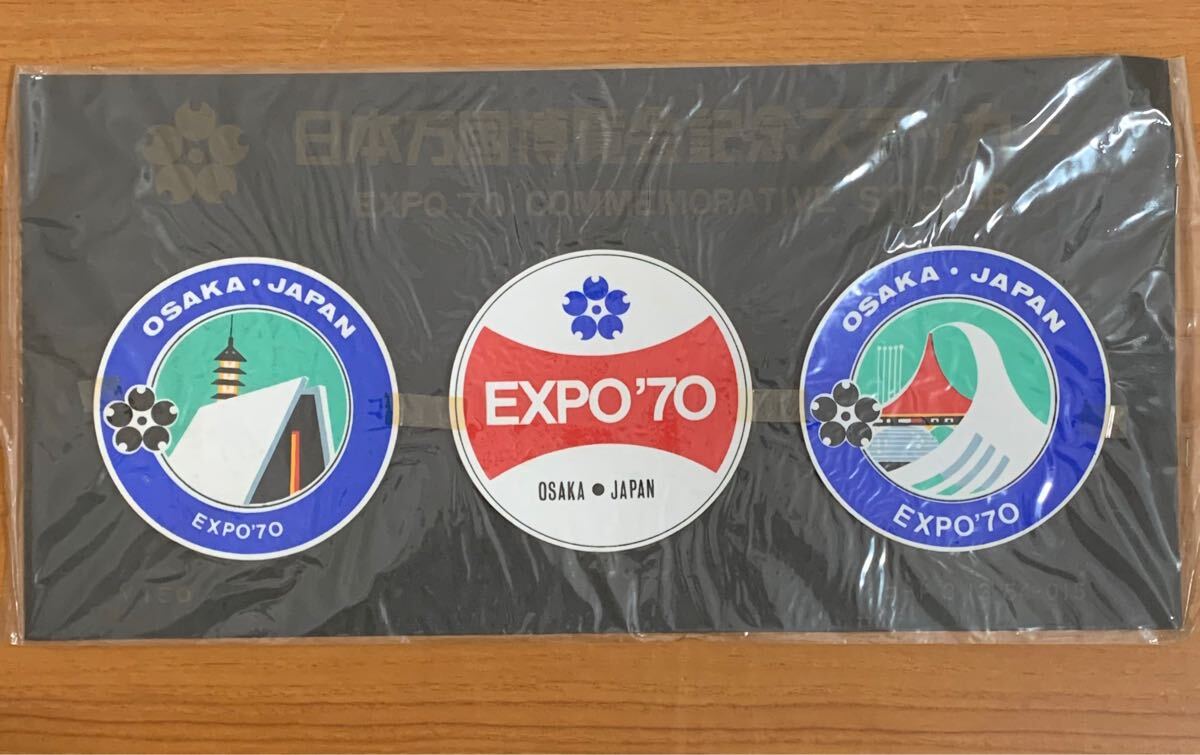 日本万国博覧会記念ステッカー
EXPO 70 COMMEMORATIVE STICKER
OSAKA・JAPAN
EXPO'70
EXPO'70
OSAKA ● JAPAN
OSAKA・JAPAN
EXPO'70